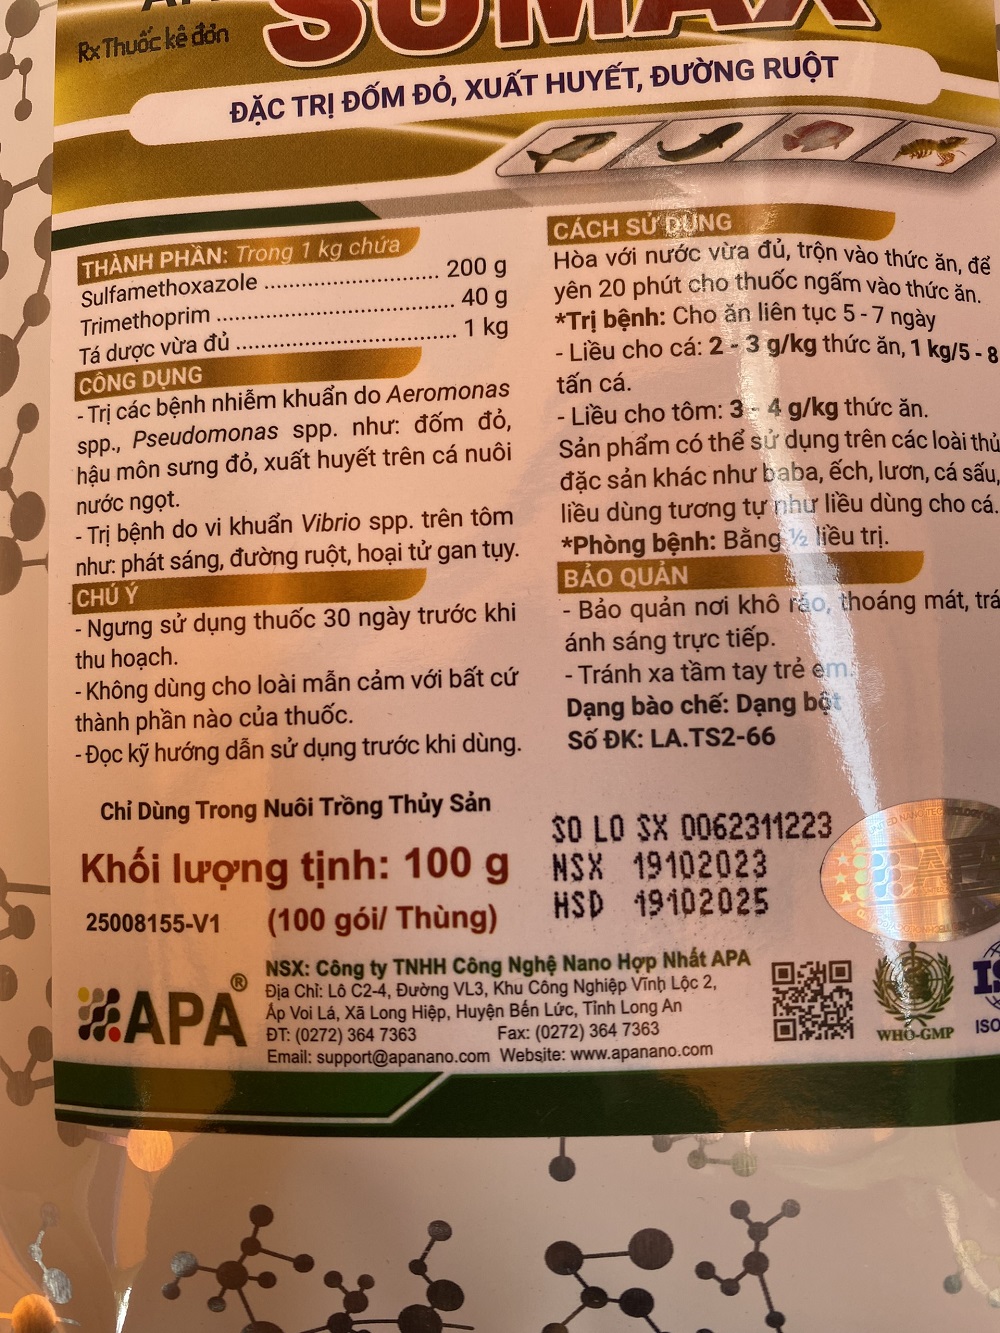 Rx Thuốc kê đơn
SUMAX
ĐẶC TRỊ ĐỐM ĐỎ, XUẤT HUYẾT, ĐƯỜNG RUỘT
THÀNH PHẦN: Trong 1 kg chứa
Sulfamethoxazole ........................ 200 g
Trimethoprim ................................. 40 g
Tá dược vừa đủ .............................. 1 kg
CÔNG DỤNG
- Trị các bệnh nhiễm khuẩn do Aeromonas
spp., Pseudomonas spp. như: đốm đỏ,
hậu môn sưng đỏ, xuất huyết trên cá nuôi
nước ngọt.
- Trị bệnh do vi khuẩn Vibrio spp. trên tôm
như: phát sáng, đường ruột, hoại tử gan tụy.
CHÚ Ý
- Ngưng sử dụng thuốc 30 ngày trước khi
thu hoạch.
- Không dùng cho loài mẫn cảm với bất cứ
thành phần nào của thuốc.
- Đọc kỹ hướng dẫn sử dụng trước khi dùng.
CÁCH SỬ DỤNG
Hòa với nước vừa đủ, trộn vào thức ăn, để
yên 20 phút cho thuốc ngấm vào thức ăn.
*Trị bệnh: Cho ăn liên tục 5 - 7 ngày
- Liều cho cá: 2 - 3 g/kg thức ăn, 1 kg/5 - 8
tấn cá.
- Liều cho tôm: 3 - 4 g/kg thức ăn.
Sản phẩm có thể sử dụng trên các loài thủ
đặc sản khác như baba, ếch, lươn, cá sấu,
liều dùng tương tự như liều dùng cho cá.
*Phòng bệnh: Bằng ½ liều trị.
BẢO QUẢN
- Bảo quản nơi khô ráo, thoáng mát, trá
ánh sáng trực tiếp.
- Tránh xa tầm tay trẻ em.
Dạng bào chế: Dạng bột
Số ĐK: LA.TS2-66
Chỉ Dùng Trong Nuôi Trồng Thủy Sản
Khối lượng tịnh: 100 g
25008155-V1 (100 gói/ Thùng)
SO LO SX 0062311223
NSX 19102023
HSD 19102025
APA®
NSX: Công ty TNHH Công Nghệ Nano Hợp Nhất APA
Địa Chỉ: Lô C2-4, Đường VL3, Khu Công Nghiệp Vĩnh Lộc 2,
Ấp Voi Lá, Xã Long Hiệp, Huyện Bến Lức, Tỉnh Long An
ĐT: (0272) 364 7363 Fax: (0272) 364 7363
Email: support@apanano.com Website: www.apanano.com
WHO-GMP
ISO